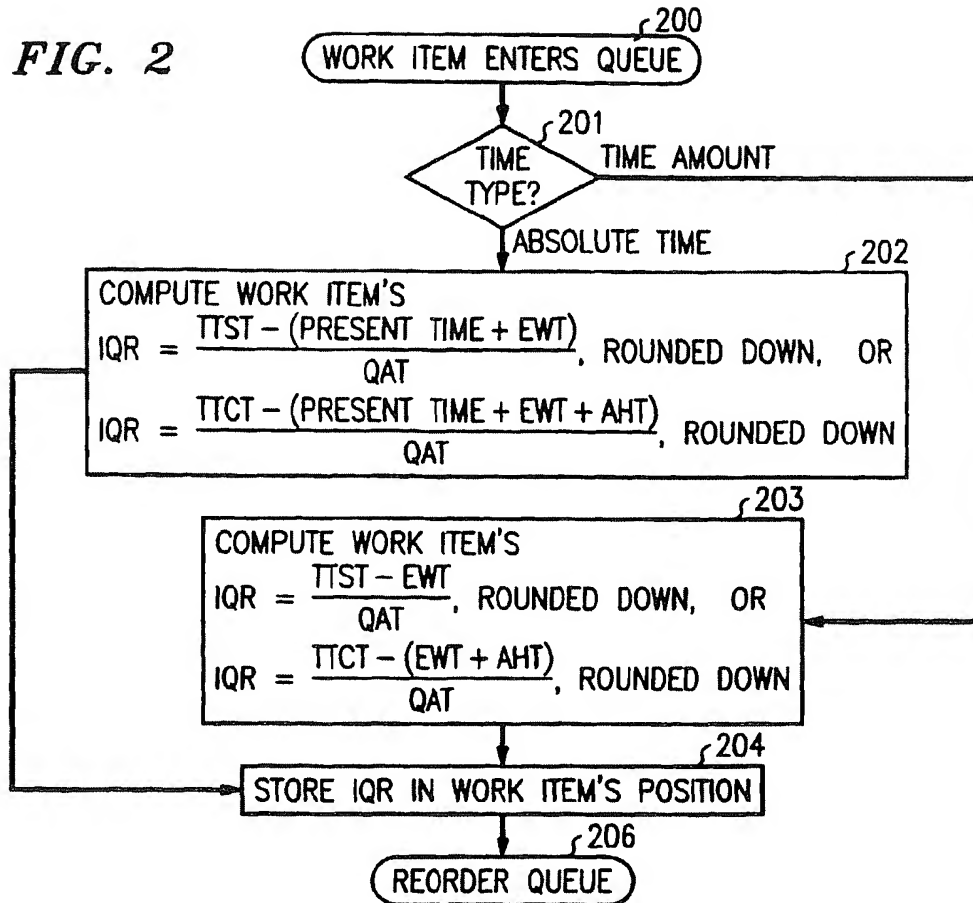 FIG. 2
200
WORK ITEM ENTERS QUEUE
201
TIME TYPE?
TIME AMOUNT
ABSOLUTE TIME
202
COMPUTE WORK ITEM'S
IQR = TTST – (PRESENT TIME + EWT) / QAT, ROUNDED DOWN, OR
IQR = TTCT – (PRESENT TIME + EWT + AHT) / QAT, ROUNDED DOWN
203
COMPUTE WORK ITEM'S
IQR = TTST – EWT / QAT, ROUNDED DOWN, OR
IQR = TTCT – (EWT + AHT) / QAT, ROUNDED DOWN
204
STORE IQR IN WORK ITEM'S POSITION
206
REORDER QUEUE